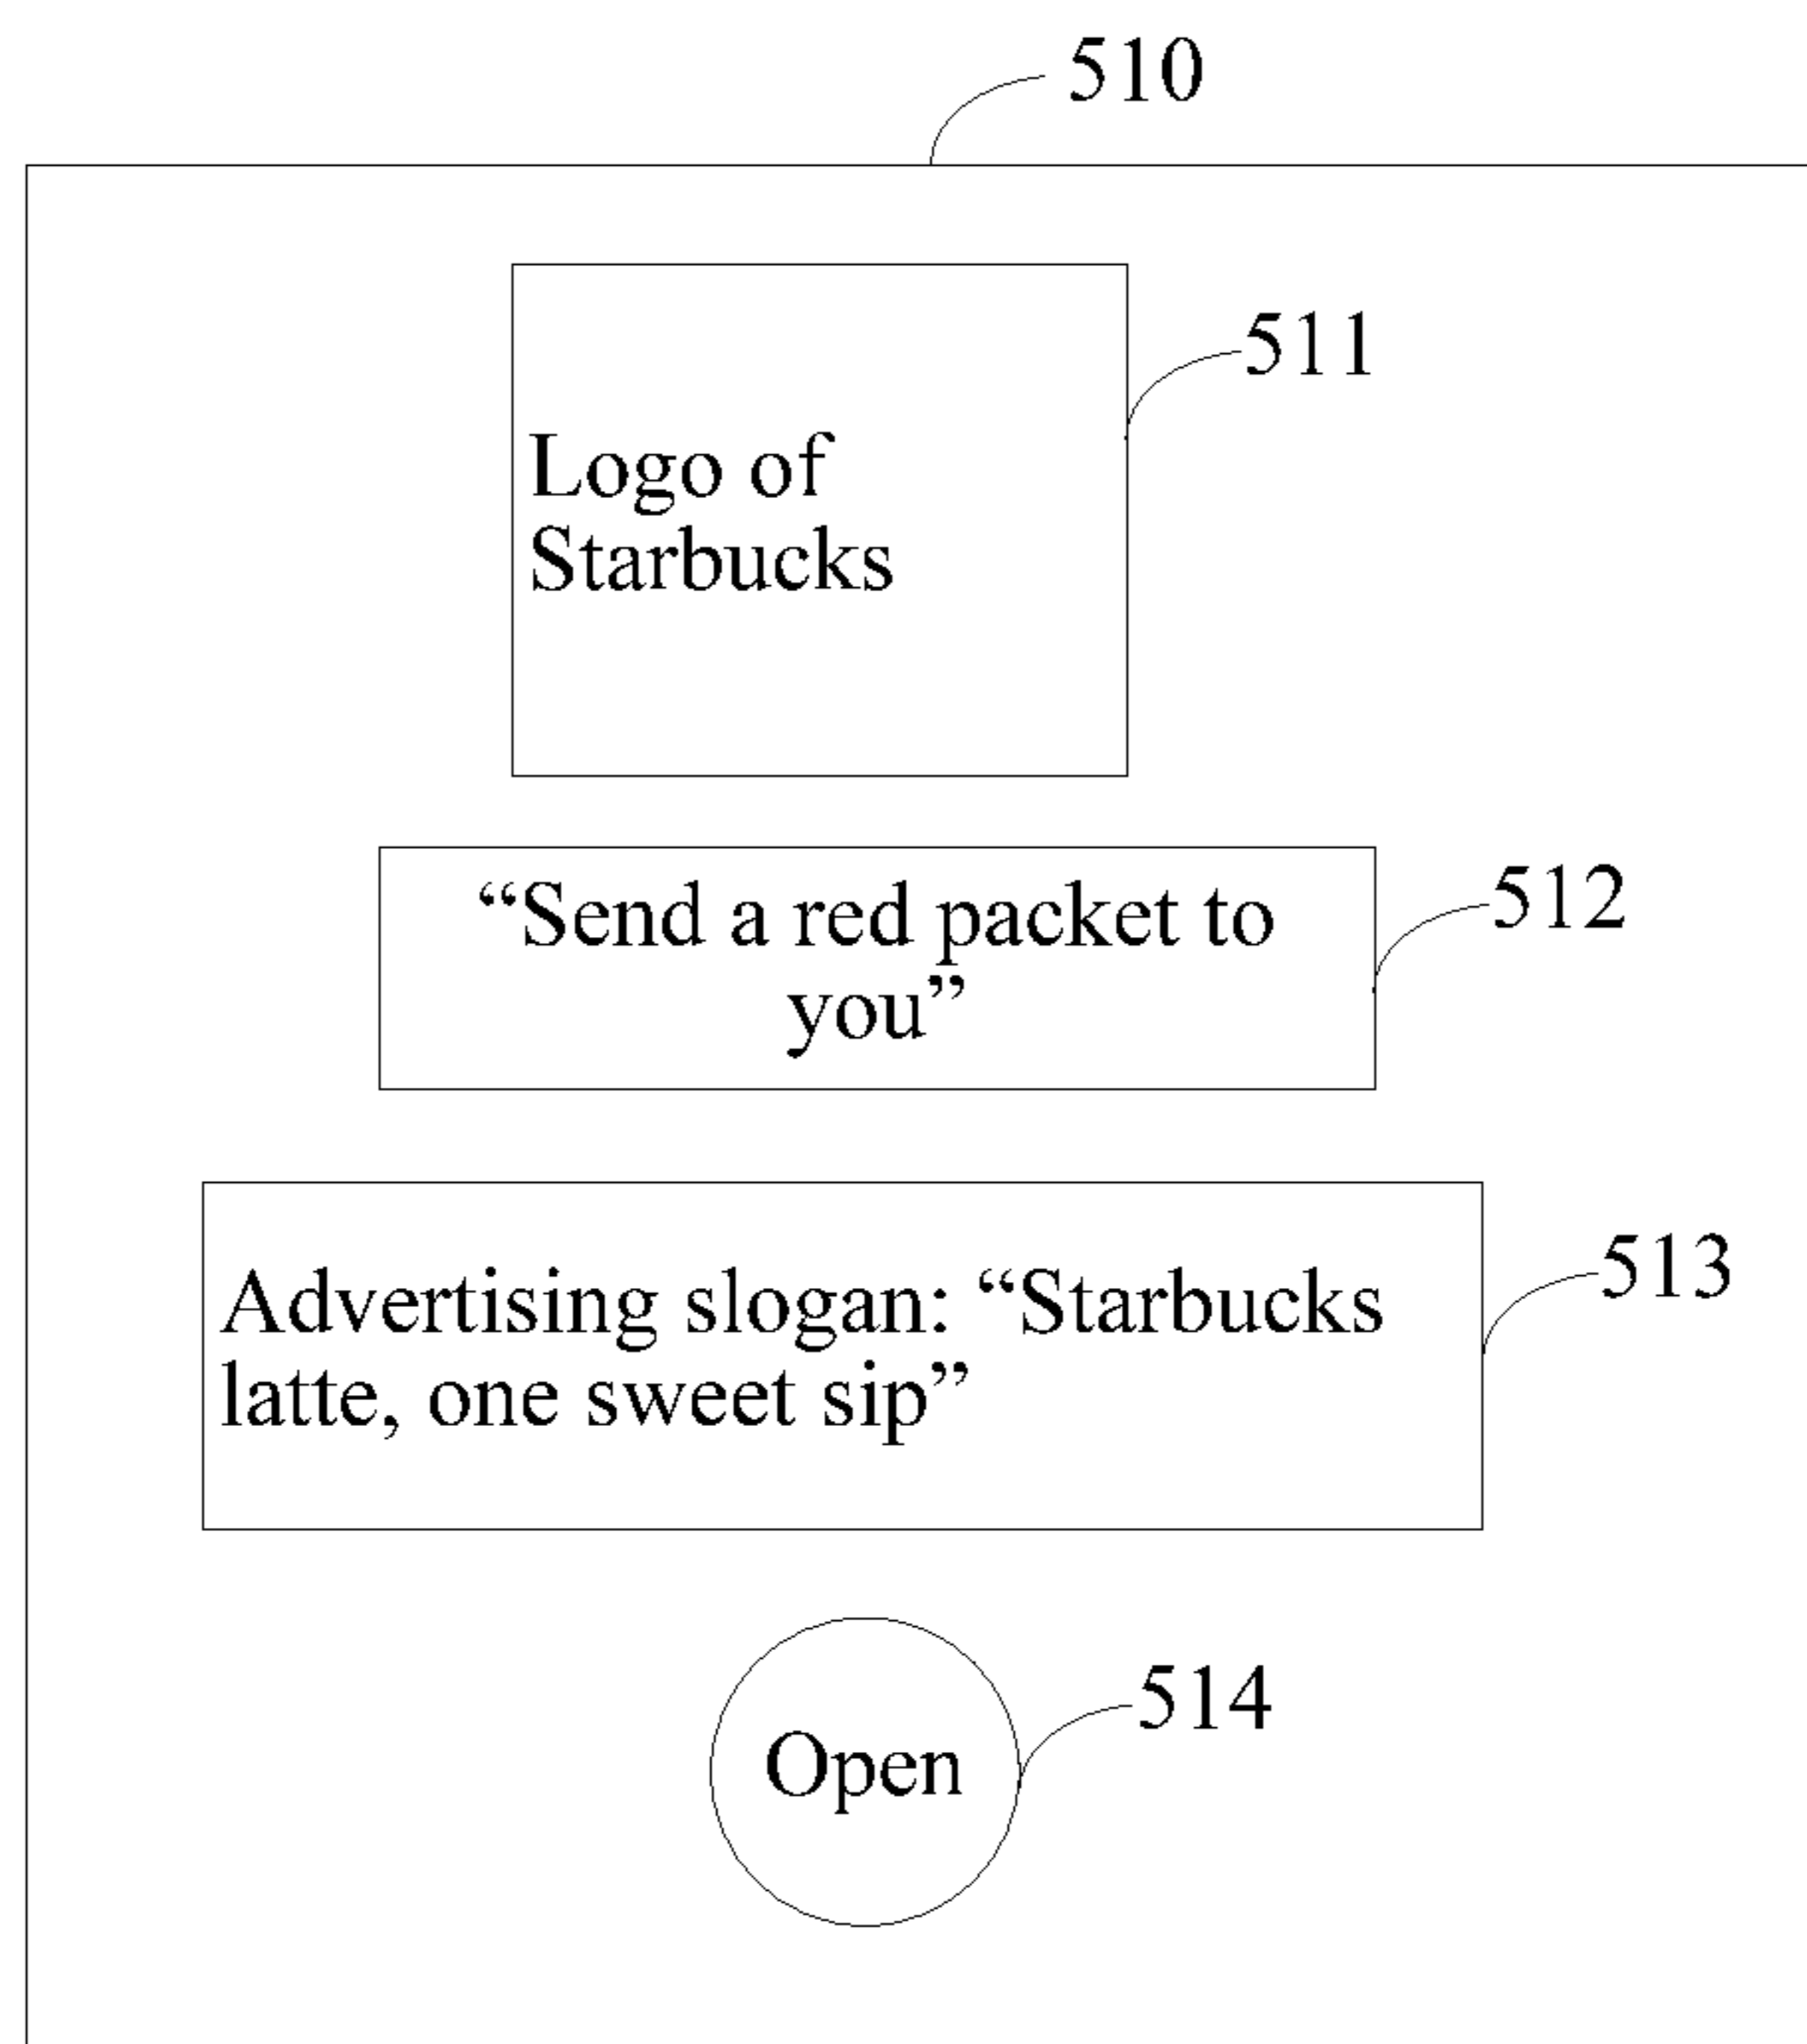 510
511
Logo of
Starbucks
“Send a red packet to
you”
512
Advertising slogan: “Starbucks
latte, one sweet sip”
513
514
Open